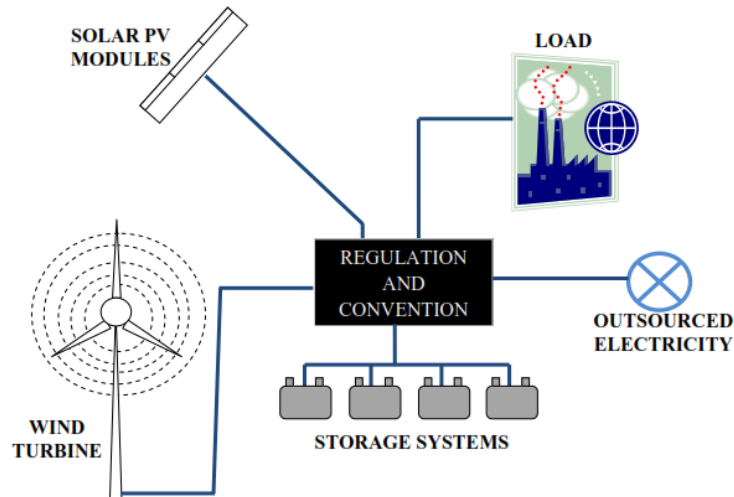 SOLAR PV
MODULES
LOAD
REGULATION
AND
CONVENTION
OUTSOURCED
ELECTRICITY
WIND
TURBINE
STORAGE SYSTEMS